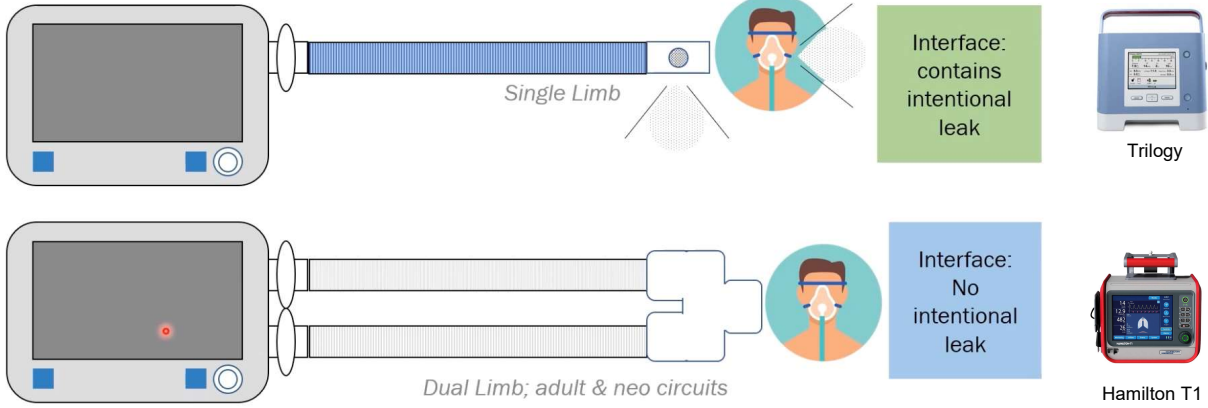 Single Limb
Interface:
contains
intentional
leak
Trilogy
Dual Limb; adult & neo circuits
Interface:
No
intentional
leak
Hamilton T1